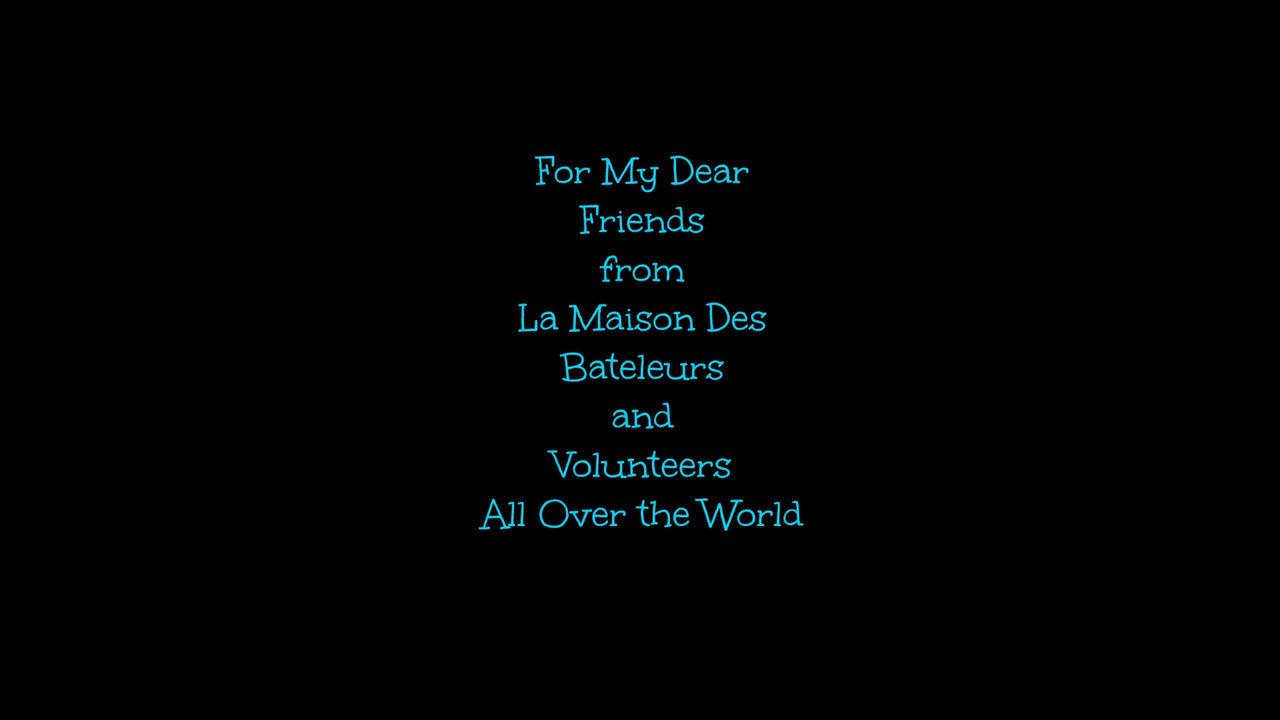 For My Dear
Friends
from
La Maison Des
Bateleurs
and
Volunteers
All Over the World